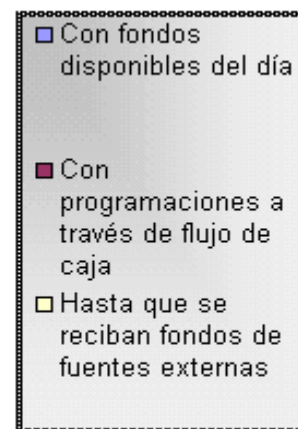 Con fondos
disponibles del día
Con
programaciones a
través de flujo de
caja
Hasta que se
reciban fondos de
fuentes externas